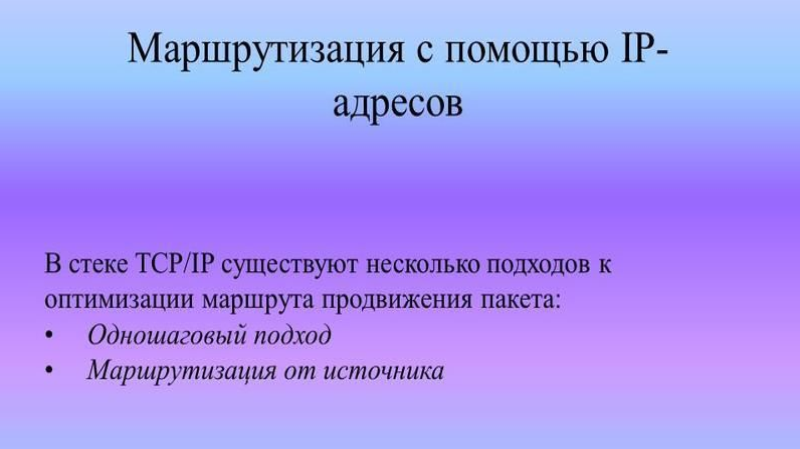 Маршрутизация с помощью IP-
адресов
В стеке TCP/IP существуют несколько подходов к
оптимизации маршрута продвижения пакета:
• Одношаговый подход
• Маршрутизация от источника